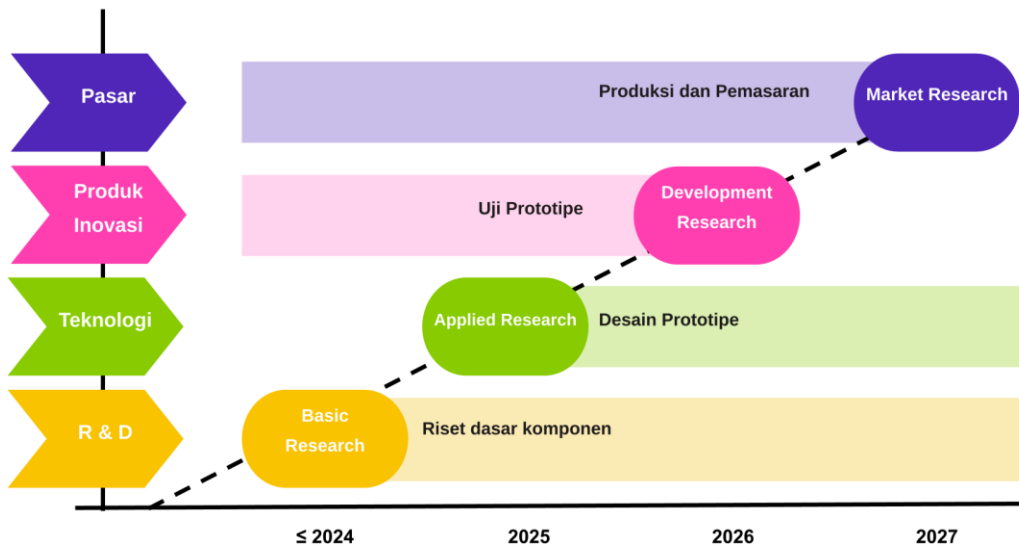 Pasar
Produksi dan Pemasaran
Market Research
Produk
Inovasi
Uji Prototipe
Development
Research
Teknologi
Applied Research
Desain Prototipe
R & D
Basic
Research
Riset dasar komponen
≤ 2024
2025
2026
2027